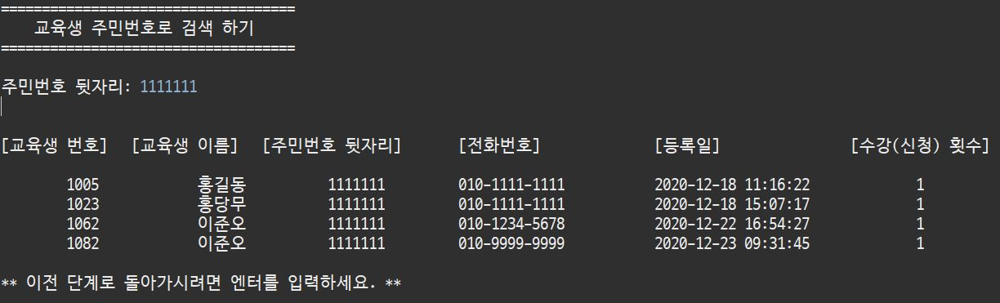 ====================================
교육생 주민번호로 검색 하기
====================================
주민번호 뒷자리: 1111111
[교육생 번호] [교육생 이름] [주민번호 뒷자리] [전화번호] [등록일] [수강(신청) 횟수]
1005 홍길동 1111111 010-1111-1111 2020-12-18 11:16:22 1
1023 홍당무 1111111 010-1111-1111 2020-12-18 15:07:17 1
1062 이준오 1111111 010-1234-5678 2020-12-22 16:54:27 1
1082 이준오 1111111 010-9999-9999 2020-12-23 09:31:45 1
** 이전 단계로 돌아가시려면 엔터를 입력하세요. **